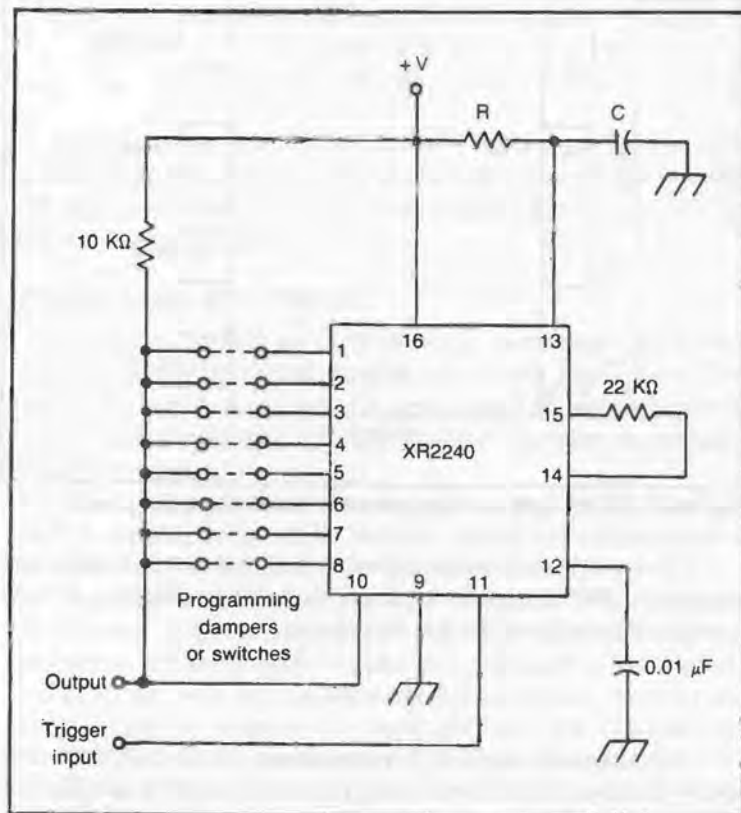 + V
R
C
10 KΩ
16
13
1
2
3
4
5
6
7
8
15
22 KΩ
14
XR2240
12
10
9
11
Programming
dampers
or switches
0.01 µF
Output
Trigger
input